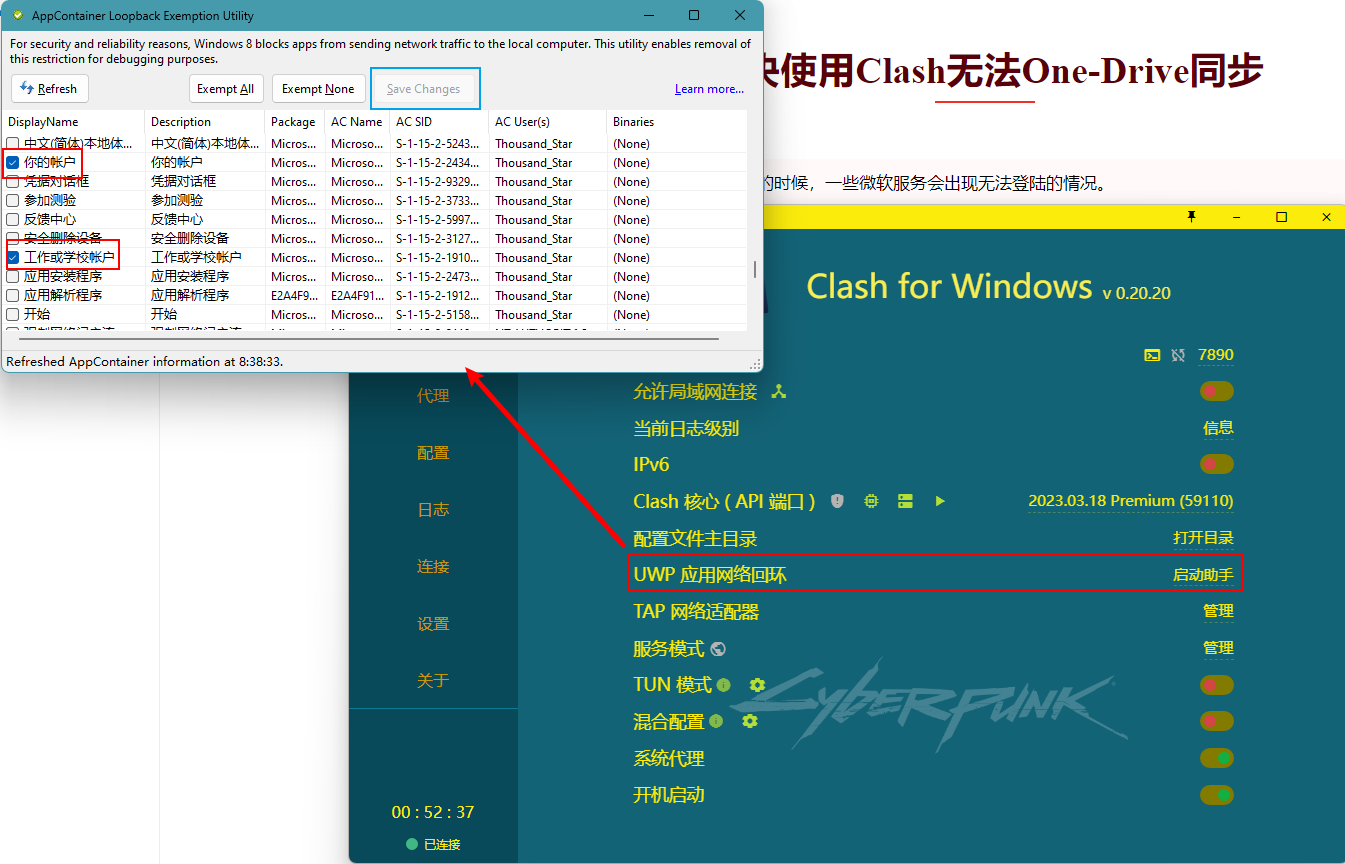 AppContainer Loopback Exemption Utility
For security and reliability reasons, Windows 8 blocks apps from sending network traffic to the local computer. This utility enables removal of
this restriction for debugging purposes.
Refresh Exempt All Exempt None Save Changes Learn more...
DisplayName Description Package AC Name AC SID AC User(s) Binaries
中文(简体)本地体... 中文(简体)本地体... Micros... Microso... S-1-15-2-5243... Thousand_Star (None)
你的帐户 你的帐户 Micros... Microso... S-1-15-2-2434... Thousand_Star (None)
凭据对话框 凭据对话框 Micros... Microso... S-1-15-2-9329... Thousand_Star (None)
参加测验 参加测验 Micros... Microso... S-1-15-2-3733... Thousand_Star (None)
反馈中心 反馈中心 Micros... Microso... S-1-15-2-5997... Thousand_Star (None)
安全删除设备 安全删除设备 Micros... Microso... S-1-15-2-3127... Thousand_Star (None)
工作或学校帐户 工作或学校帐户 Micros... Microso... S-1-15-2-1910... Thousand_Star (None)
应用安装程序 应用安装程序 Micros... Microso... S-1-15-2-2473... Thousand_Star (None)
应用解析程序 应用解析程序 E2A4F9... E2A4F91... S-1-15-2-1912... Thousand_Star (None)
开始 开始 Micros... Microso... S-1-15-2-5158... Thousand_Star (None)
Refreshed AppContainer information at 8:38:33.
使用Clash无法One-Drive同步
的时候，一些微软服务会出现无法登陆的情况。
Clash for Windows v 0.20.20
7890
代理
配置
日志
连接
设置
关于
00 : 52 : 37
已连接
允许局域网连接
当前日志级别 信息
IPv6
Clash 核心 ( API 端口 ) 2023.03.18 Premium (59110)
配置文件主目录 打开目录
UWP 应用网络回环 启动助手
TAP 网络适配器 管理
服务模式 管理
TUN 模式
混合配置
系统代理
开机启动
CYBERPUNK